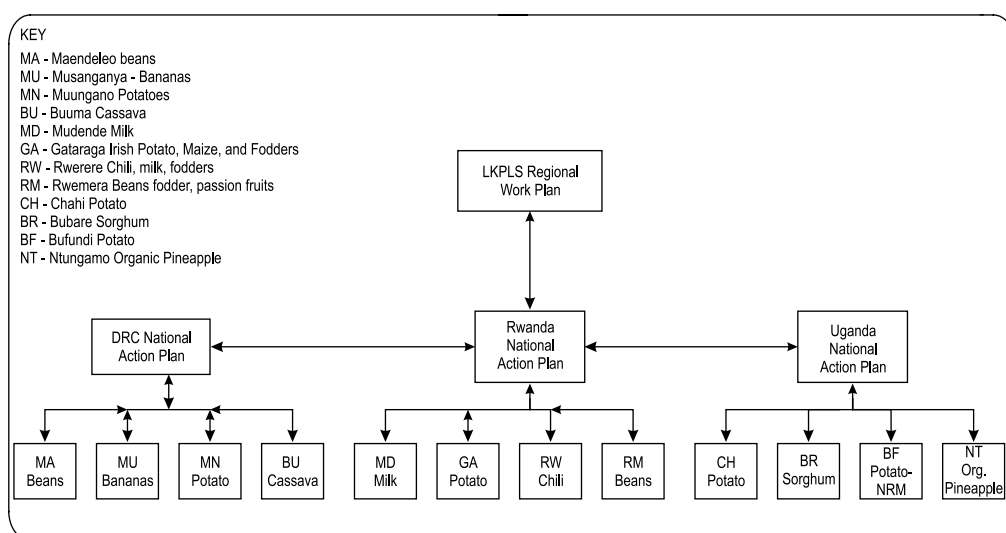 KEY
MA - Maendeleo beans
MU - Musanganya - Bananas
MN - Muungano Potatoes
BU - Buuma Cassava
MD - Mudende Milk
GA - Gataraga Irish Potato, Maize, and Fodders
RW - Rwerere Chili, milk, fodders
RM - Rwemera Beans fodder, passion fruits
CH - Chahi Potato
BR - Bubare Sorghum
BF - Bufundi Potato
NT - Ntungamo Organic Pineapple
LKPLS Regional
Work Plan
DRC National
Action Plan
Rwanda
National
Action Plan
Uganda
National
Action Plan
MA
Beans
MU
Bananas
MN
Potato
BU
Cassava
MD
Milk
GA
Potato
RW
Chili
RM
Beans
CH
Potato
BR
Sorghum
BF
Potato-
NRM
NT
Org.
Pineapple